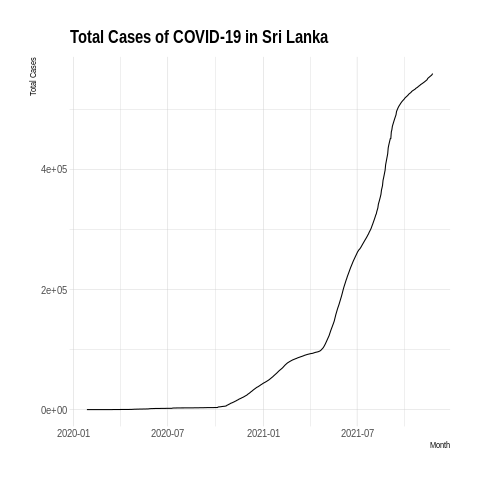 Total Cases of COVID-19 in Sri Lanka
Total Cases
4e+05
2e+05
0e+00
2020-01
2020-07
2021-01
2021-07
Month